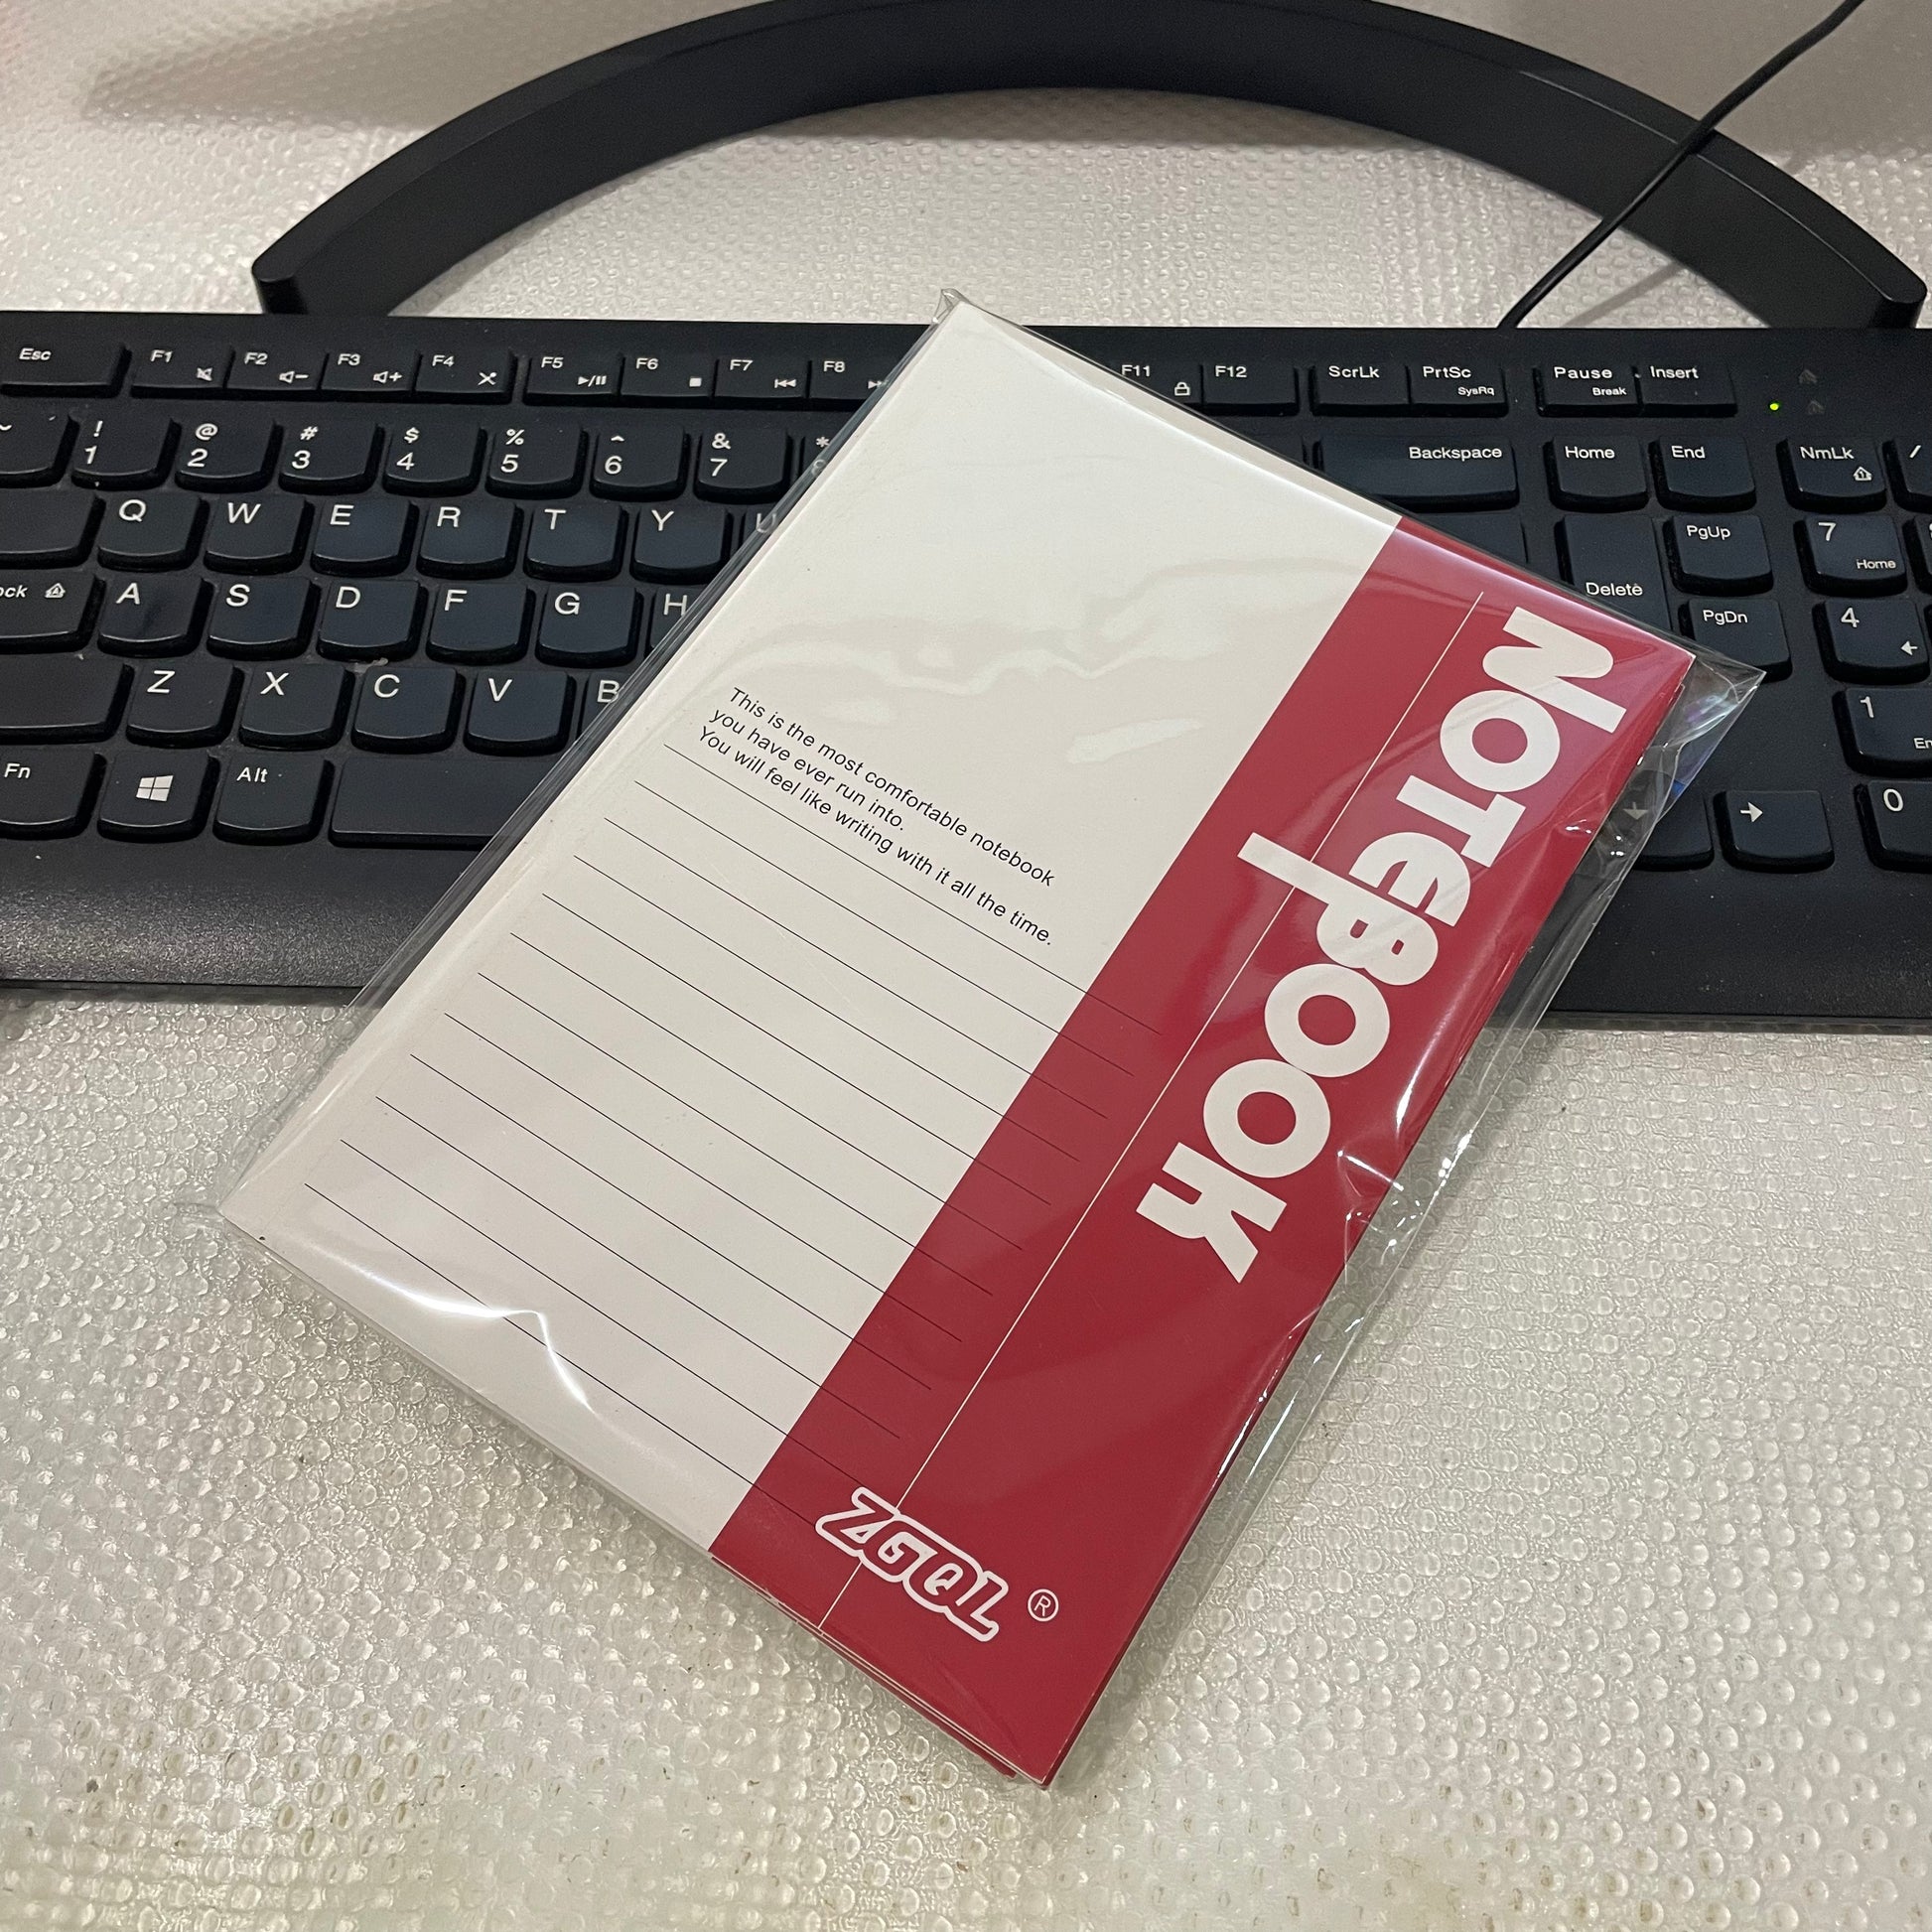 Esc
F1 F2 F3 F4 F5 F6 F7 F8 F11 F12 ScrLk PrtSc SysRq Pause Break Insert
! 1 @ 2 # 3 $ 4 % 5 ^ 6 & 7 * Backspace Home End NmLk /
Q W E R T Y U Delete PgUp 7 Home
ock A S D F G H PgDn 4
Z X C V B 1
Fn Alt 0
This is the most comfortable notebook
you have ever run into.
You will feel like writing with it all the time.
NOTEBOOK
ZGQL ®